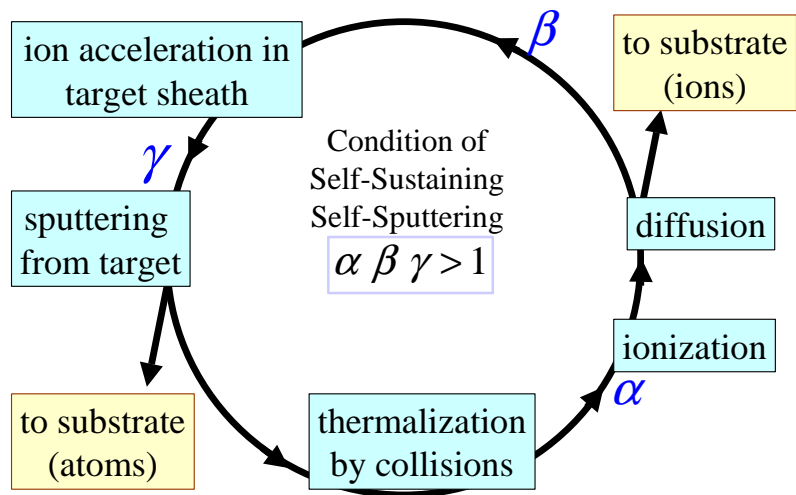 ion acceleration in
target sheath
β
to substrate
(ions)
γ
Condition of
Self-Sustaining
Self-Sputtering
α β γ > 1
sputtering
from target
diffusion
ionization
α
to substrate
(atoms)
thermalization
by collisions